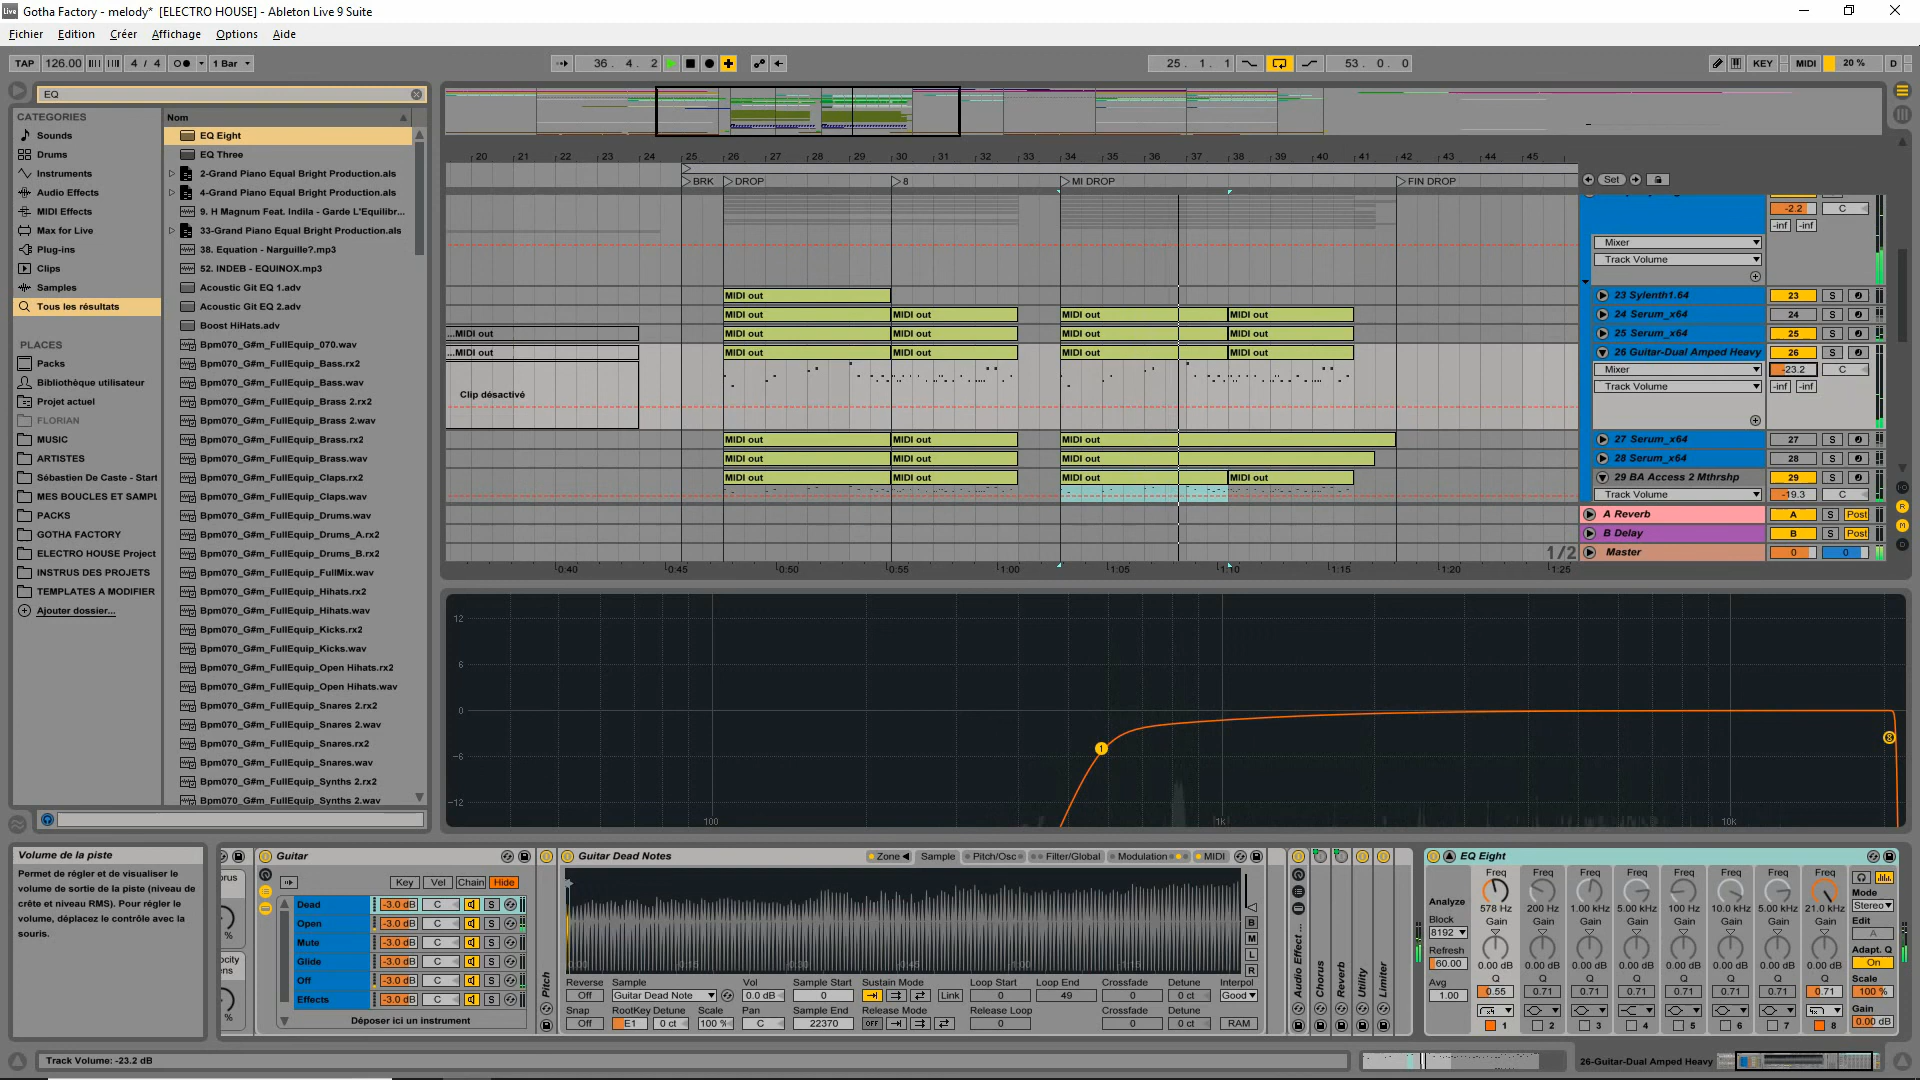 Gotha Factory - melody*  [ELECTRO HOUSE] - Ableton Live 9 Suite
Fichier Edition Créer Affichage Options Aide
TAP 126.00 4 / 4 1 Bar 36. 4. 2 25. 1. 1 53. 0. 0 KEY MIDI 20 % D
EQ
CATEGORIES
Sounds
Drums
Instruments
Audio Effects
MIDI Effects
Max for Live
Plug-ins
Clips
Samples
Tous les résultats
PLACES
Packs
Bibliothèque utilisateur
Projet actuel
FLORIAN
MUSIC
ARTISTES
Sébastien De Caste - Start
MES BOUCLES ET SAMPL
PACKS
GOTHA FACTORY
ELECTRO HOUSE Project
INSTRUS DES PROJETS
TEMPLATES A MODIFIER
Ajouter dossier...
Nom
EQ Eight
EQ Three
2-Grand Piano Equal Bright Production.als
4-Grand Piano Equal Bright Production.als
9. H Magnum Feat. Indila - Garde L'Equilibr...
33-Grand Piano Equal Bright Production.als
38. Equation - Narguille?.mp3
52. INDEB - EQUINOX.mp3
Acoustic Git EQ 1.adv
Acoustic Git EQ 2.adv
Boost HiHats.adv
Bpm070_G#m_FullEquip_070.wav
Bpm070_G#m_FullEquip_Bass.rx2
Bpm070_G#m_FullEquip_Bass.wav
Bpm070_G#m_FullEquip_Brass 2.rx2
Bpm070_G#m_FullEquip_Brass 2.wav
Bpm070_G#m_FullEquip_Brass.rx2
Bpm070_G#m_FullEquip_Brass.wav
Bpm070_G#m_FullEquip_Claps.rx2
Bpm070_G#m_FullEquip_Claps.wav
Bpm070_G#m_FullEquip_Drums.wav
Bpm070_G#m_FullEquip_Drums_A.rx2
Bpm070_G#m_FullEquip_Drums_B.rx2
Bpm070_G#m_FullEquip_FullMix.wav
Bpm070_G#m_FullEquip_Hihats.rx2
Bpm070_G#m_FullEquip_Hihats.wav
Bpm070_G#m_FullEquip_Kicks.rx2
Bpm070_G#m_FullEquip_Kicks.wav
Bpm070_G#m_FullEquip_Open Hihats.rx2
Bpm070_G#m_FullEquip_Open Hihats.wav
Bpm070_G#m_FullEquip_Snares 2.rx2
Bpm070_G#m_FullEquip_Snares 2.wav
Bpm070_G#m_FullEquip_Snares.rx2
Bpm070_G#m_FullEquip_Snares.wav
Bpm070_G#m_FullEquip_Synths 2.rx2
Bpm070_G#m_FullEquip_Synths 2.wav
20 21 22 23 24 25 26 27 28 29 30 31 32 33 34 35 36 37 38 39 40 41 42 43 44 45
BRK DROP 8 MI DROP FIN DROP Set
-2.2 C
-inf -inf
Mixer
Track Volume
MIDI out 23 Sylenth1.64 23 S
MIDI out MIDI out MIDI out MIDI out 24 Serum_x64 24 S
...MIDI out MIDI out MIDI out MIDI out MIDI out 25 Serum_x64 25 S
...MIDI out MIDI out MIDI out MIDI out MIDI out 26 Guitar-Dual Amped Heavy 26 S
Mixer -23.2 C
Track Volume -inf -inf
Clip désactivé
MIDI out MIDI out MIDI out 27 Serum_x64 27 S
MIDI out MIDI out MIDI out 28 Serum_x64 28 S
MIDI out MIDI out MIDI out MIDI out 29 BA Access 2 Mthrshp 29 S
Track Volume -19.3 C
A Reverb A S Post
B Delay B S Post
1/2 Master 0 0
0:40 0:45 0:50 0:55 1:00 1:05 1:10 1:15 1:20 1:25
12
6
0
-6
-12
100 1k 10k
1 8
Volume de la piste
Permet de régler et de visualiser le
volume de sortie de la piste (niveau de
crête et niveau RMS). Pour régler le
volume, déplacez le contrôle avec la
souris.
Guitar
Key Vel Chain Hide
Dead -3.0 dB C S
Open -3.0 dB C S
Mute -3.0 dB C S
Glide -3.0 dB C S
Off -3.0 dB C S
Effects -3.0 dB C S
Déposer ici un instrument
Pitch
Guitar Dead Notes Zone Sample Pitch/Osc Filter/Global Modulation MIDI
B
M
L
R
Reverse Sample Vol Sample Start Sustain Mode Loop Start Loop End Crossfade Detune Interpol
Off Guitar Dead Note 0.0 dB 0 Link 0 49 0 0 ct Good
Snap RootKey Detune Scale Pan Sample End Release Mode Release Loop Crossfade Detune
Off E1 0 ct 100 % C 22370 OFF 0 0 0 ct RAM
Audio Effect ...
Chorus
Reverb
Utility
Limiter
EQ Eight
Analyze
Block
8192
Refresh
60.00
Avg
1.00
Freq Freq Freq Freq Freq Freq Freq Freq
578 Hz 200 Hz 1.00 kHz 5.00 kHz 100 Hz 10.0 kHz 5.00 kHz 21.0 kHz
Gain Gain Gain Gain Gain Gain Gain Gain
0.00 dB 0.00 dB 0.00 dB 0.00 dB 0.00 dB 0.00 dB 0.00 dB 0.00 dB
Q Q Q Q Q Q Q Q
0.55 0.71 0.71 0.71 0.71 0.71 0.71 0.71
1 2 3 4 5 6 7 8
Mode
Stereo
Edit
A
Adapt. Q
On
Scale
100 %
Gain
0.00 dB
Track Volume: -23.2 dB
26-Guitar-Dual Amped Heavy